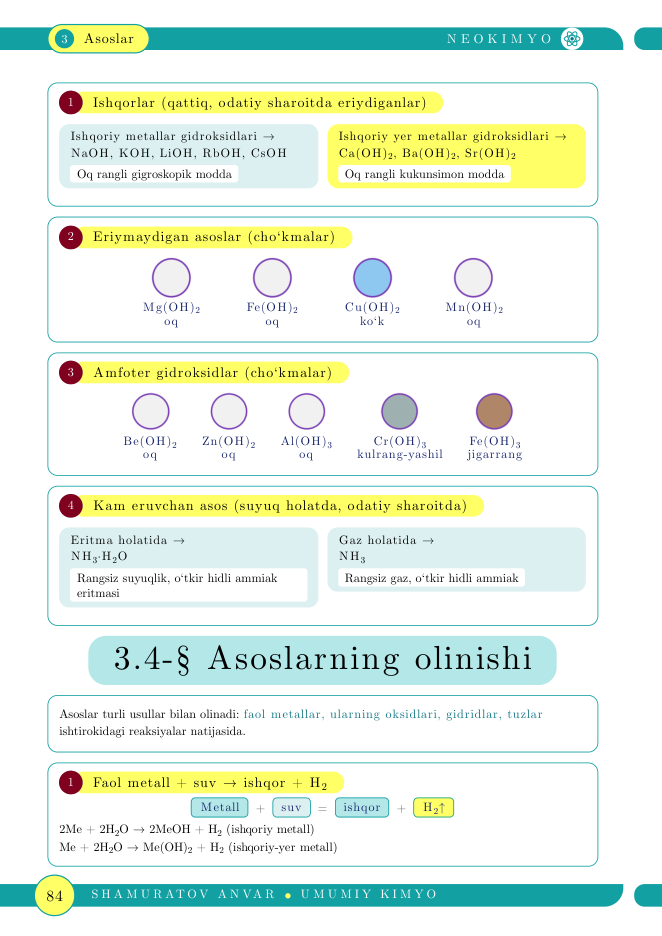 3 Asoslar
NEOKIMYO
1 Ishqorlar (qattiq, odatiy sharoitda eriydiganlar)
Ishqoriy metallar gidroksidlari →
NaOH, KOH, LiOH, RbOH, CsOH
Oq rangli gigroskopik modda
Ishqoriy yer metallar gidroksidlari →
Ca(OH)₂, Ba(OH)₂, Sr(OH)₂
Oq rangli kukunsimon modda
2 Eriymaydigan asoslar (cho‘kmalar)
Mg(OH)₂ Fe(OH)₂ Cu(OH)₂ Mn(OH)₂
oq oq ko‘k oq
3 Amfoter gidroksidlar (cho‘kmalar)
Be(OH)₂ Zn(OH)₂ Al(OH)₃ Cr(OH)₃ Fe(OH)₃
oq oq oq kulrang-yashil jigarrang
4 Kam eruvchan asos (suyuq holatda, odatiy sharoitda)
Eritma holatida →
NH₃·H₂O
Rangsiz suyuqlik, o‘tkir hidli ammiak
eritmasi
Gaz holatida →
NH₃
Rangsiz gaz, o‘tkir hidli ammiak
3.4-§ Asoslarning olinishi
Asoslar turli usullar bilan olinadi: faol metallar, ularning oksidlari, gidridlar, tuzlar
ishtirokidagi reaksiyalar natijasida.
1 Faol metall + suv → ishqor + H₂
Metall + suv = ishqor + H₂↑
2Me + 2H₂O → 2MeOH + H₂ (ishqoriy metall)
Me + 2H₂O → Me(OH)₂ + H₂ (ishqoriy-yer metall)
84 SHAMURATOV ANVAR • UMUMIY KIMYO